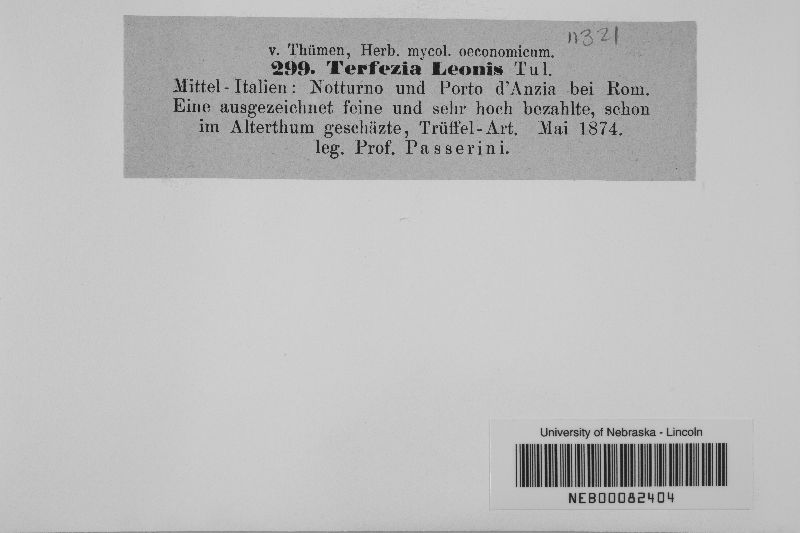 11321
v. Thümen, Herb. mycol. oeconomicum.
299. Terfezia Leonis Tul.
Mittel-Italien: Notturno und Porto d'Anzia bei Rom.
Eine ausgezeichnet feine und sehr hoch bezahlte, schon
im Alterthum geschäzte, Trüffel-Art. Mai 1874.
leg. Prof. Passerini.
University of Nebraska - Lincoln
NEB00082404